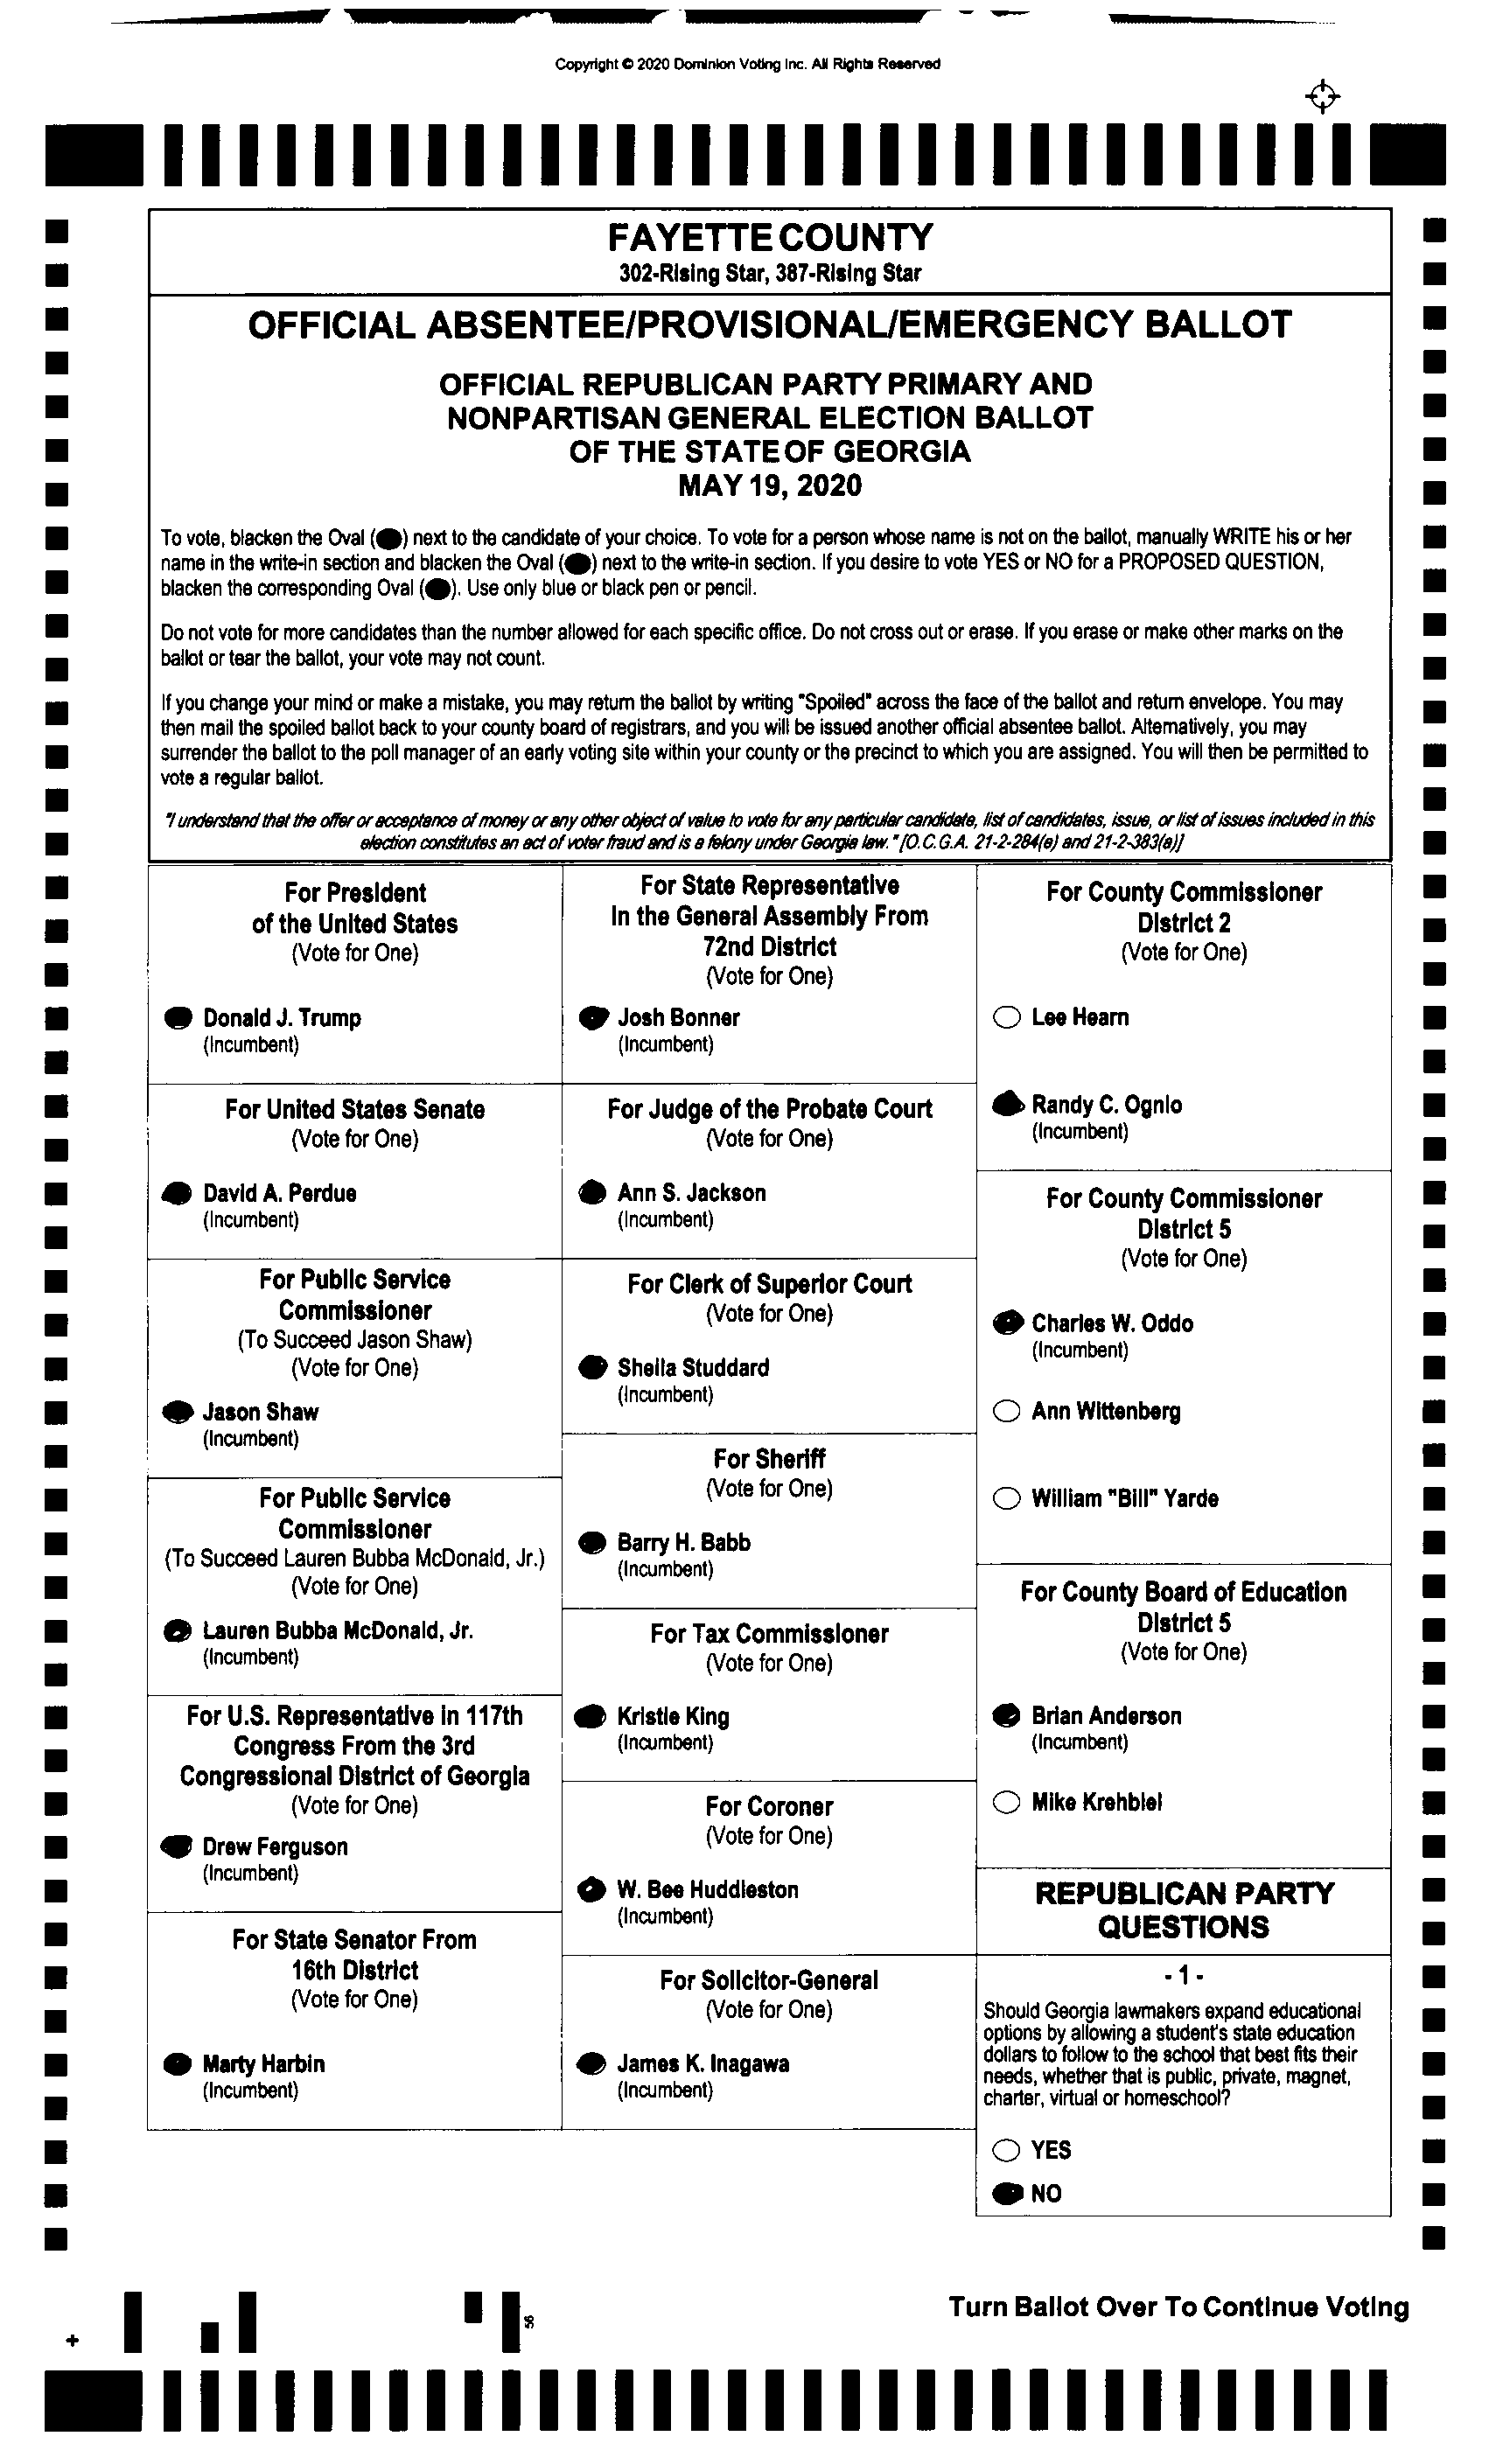 Copyright © 2020 Dominion Voting Inc. All Rights Reserved
FAYETTE COUNTY
302-Rising Star, 387-Rising Star
OFFICIAL ABSENTEE/PROVISIONAL/EMERGENCY BALLOT
OFFICIAL REPUBLICAN PARTY PRIMARY AND
NONPARTISAN GENERAL ELECTION BALLOT
OF THE STATE OF GEORGIA
MAY 19, 2020
To vote, blacken the Oval (⬬) next to the candidate of your choice. To vote for a person whose name is not on the ballot, manually WRITE his or her
name in the write-in section and blacken the Oval (⬬) next to the write-in section. If you desire to vote YES or NO for a PROPOSED QUESTION,
blacken the corresponding Oval (⬬). Use only blue or black pen or pencil.
Do not vote for more candidates than the number allowed for each specific office. Do not cross out or erase. If you erase or make other marks on the
ballot or tear the ballot, your vote may not count.
If you change your mind or make a mistake, you may return the ballot by writing "Spoiled" across the face of the ballot and return envelope. You may
then mail the spoiled ballot back to your county board of registrars, and you will be issued another official absentee ballot. Alternatively, you may
surrender the ballot to the poll manager of an early voting site within your county or the precinct to which you are assigned. You will then be permitted to
vote a regular ballot.
"I understand that the offer or acceptance of money or any other object of value to vote for any particular candidate, list of candidates, issue, or list of issues included in this
election constitutes an act of voter fraud and is a felony under Georgia law." [O.C.G.A. 21-2-284(e) and 21-2-383(a)]
For President
of the United States
(Vote for One)
Donald J. Trump
(Incumbent)
For United States Senate
(Vote for One)
David A. Perdue
(Incumbent)
For Public Service
Commissioner
(To Succeed Jason Shaw)
(Vote for One)
Jason Shaw
(Incumbent)
For Public Service
Commissioner
(To Succeed Lauren Bubba McDonald, Jr.)
(Vote for One)
Lauren Bubba McDonald, Jr.
(Incumbent)
For U.S. Representative in 117th
Congress From the 3rd
Congressional District of Georgia
(Vote for One)
Drew Ferguson
(Incumbent)
For State Senator From
16th District
(Vote for One)
Marty Harbin
(Incumbent)
For State Representative
In the General Assembly From
72nd District
(Vote for One)
Josh Bonner
(Incumbent)
For Judge of the Probate Court
(Vote for One)
Ann S. Jackson
(Incumbent)
For Clerk of Superior Court
(Vote for One)
Sheila Studdard
(Incumbent)
For Sheriff
(Vote for One)
Barry H. Babb
(Incumbent)
For Tax Commissioner
(Vote for One)
Kristie King
(Incumbent)
For Coroner
(Vote for One)
W. Bee Huddleston
(Incumbent)
For Solicitor-General
(Vote for One)
James K. Inagawa
(Incumbent)
For County Commissioner
District 2
(Vote for One)
Lee Hearn
Randy C. Ognio
(Incumbent)
For County Commissioner
District 5
(Vote for One)
Charles W. Oddo
(Incumbent)
Ann Wittenberg
William "Bill" Yarde
For County Board of Education
District 5
(Vote for One)
Brian Anderson
(Incumbent)
Mike Krehbiel
REPUBLICAN PARTY
QUESTIONS
- 1 -
Should Georgia lawmakers expand educational
options by allowing a student's state education
dollars to follow to the school that best fits their
needs, whether that is public, private, magnet,
charter, virtual or homeschool?
YES
NO
Turn Ballot Over To Continue Voting
56